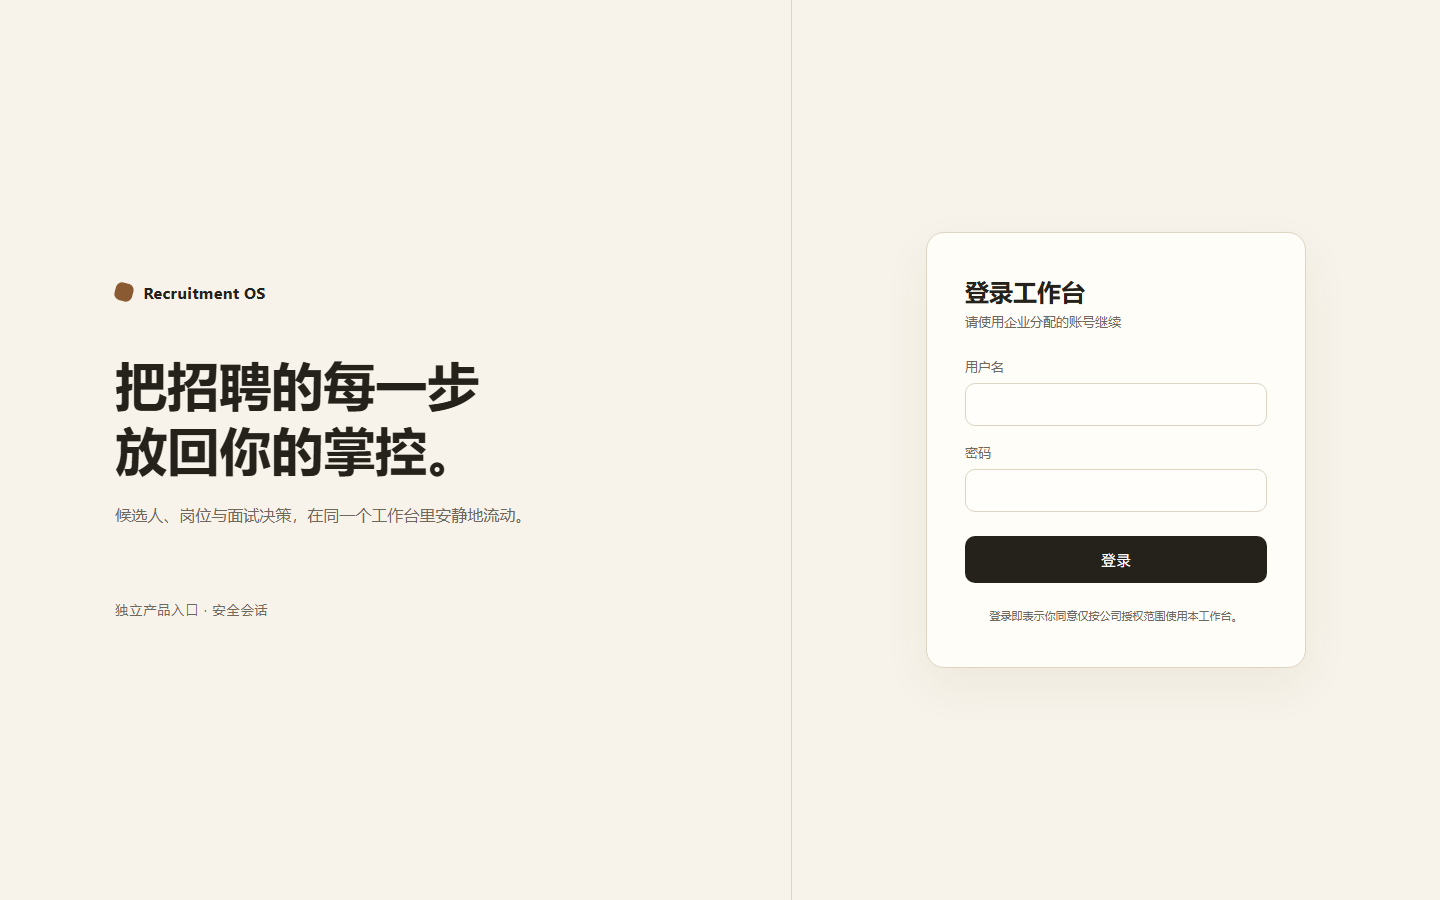 Recruitment OS
把招聘的每一步
放回你的掌控。
候选人、岗位与面试决策，在同一个工作台里安静地流动。
独立产品入口 · 安全会话
登录工作台
请使用企业分配的账号继续
用户名
密码
登录
登录即表示你同意仅按公司授权范围使用本工作台。